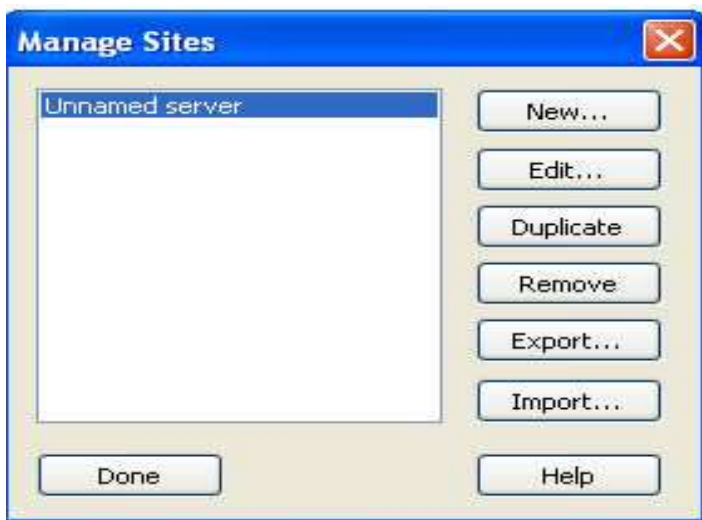 Manage Sites
Unnamed server
New...
Edit...
Duplicate
Remove
Export...
Import...
Done
Help